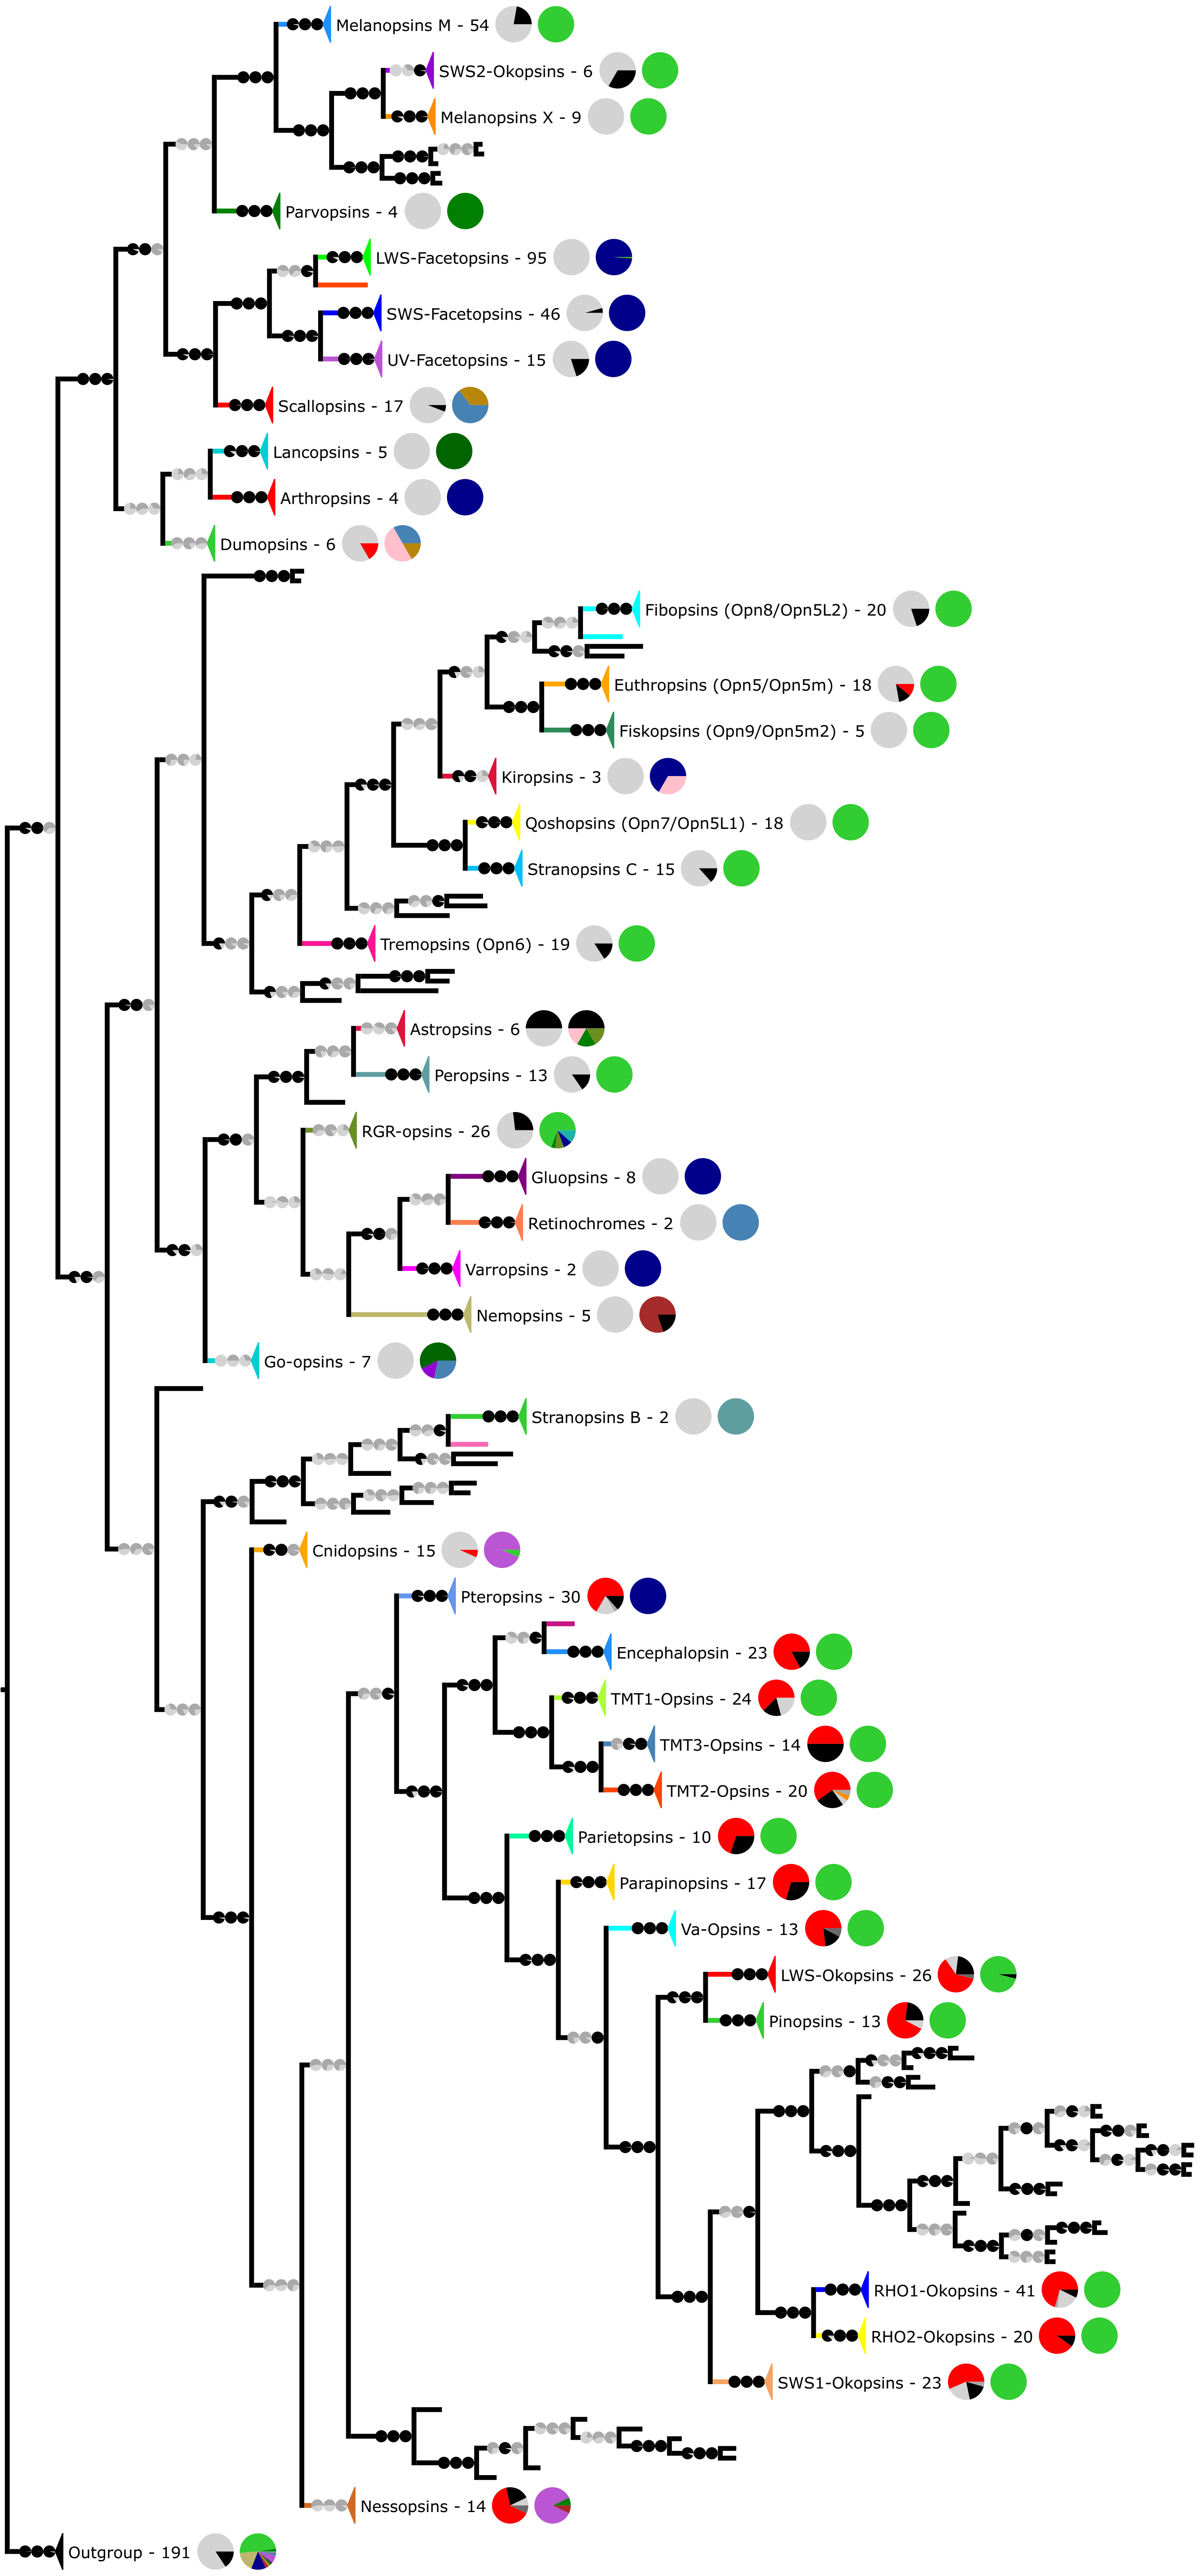 Melanopsins M - 54
SWS2-Okopsins - 6
Melanopsins X - 9
Parvopsins - 4
LWS-Facetopsins - 95
SWS-Facetopsins - 46
UV-Facetopsins - 15
Scallopsins - 17
Lancopsins - 5
Arthropsins - 4
Dumopsins - 6
Fibopsins (Opn8/Opn5L2) - 20
Euthropsins (Opn5/Opn5m) - 18
Fiskopsins (Opn9/Opn5m2) - 5
Kiropsins - 3
Qoshopsins (Opn7/Opn5L1) - 18
Stranopsins C - 15
Tremopsins (Opn6) - 19
Astropsins - 6
Peropsins - 13
RGR-opsins - 26
Gluopsins - 8
Retinochromes - 2
Varropsins - 2
Nemopsins - 5
Go-opsins - 7
Stranopsins B - 2
Cnidopsins - 15
Pteropsins - 30
Encephalopsin - 23
TMT1-Opsins - 24
TMT3-Opsins - 14
TMT2-Opsins - 20
Parietopsins - 10
Parapinopsins - 17
Va-Opsins - 13
LWS-Okopsins - 26
Pinopsins - 13
RHO1-Okopsins - 41
RHO2-Okopsins - 20
SWS1-Okopsins - 23
Nessopsins - 14
Outgroup - 191